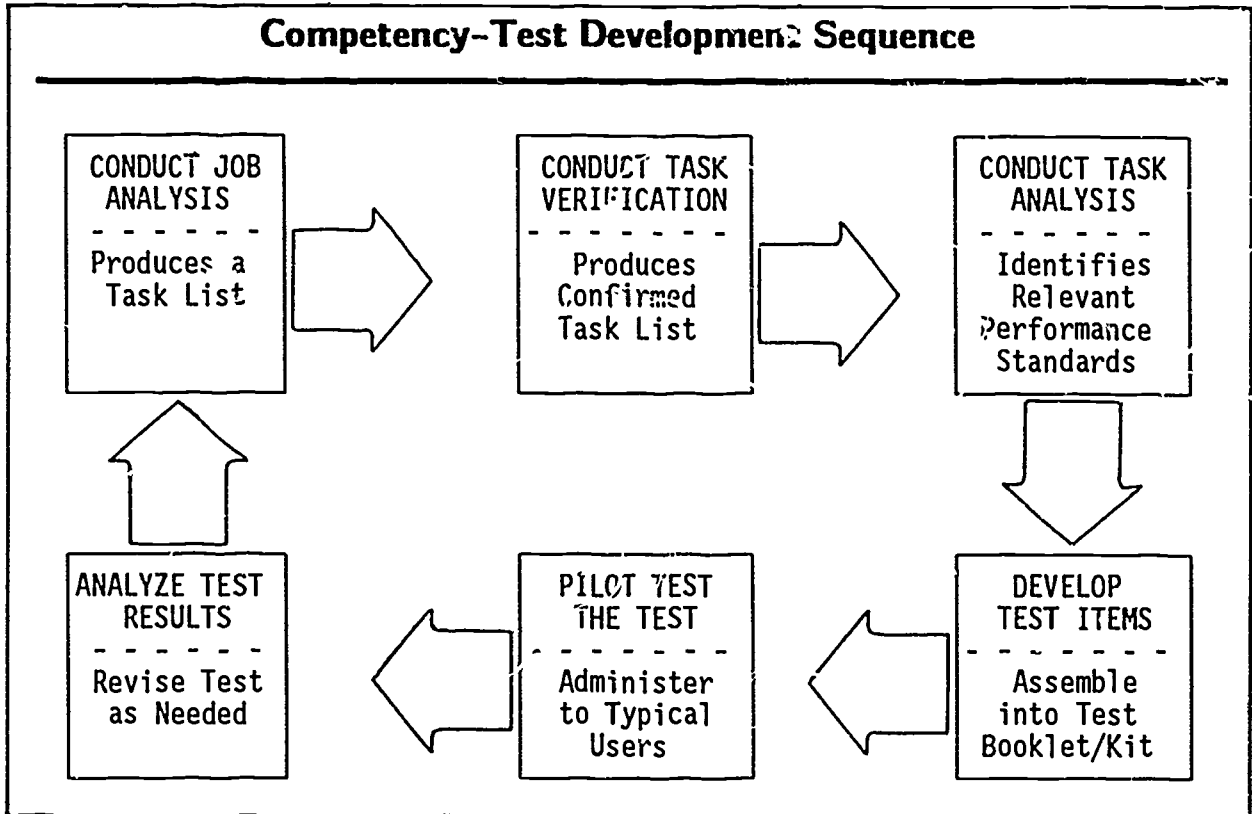 Competency-Test Development Sequence
CONDUCT JOB
ANALYSIS
- - - - - -
Produces a
Task List
CONDUCT TASK
VERIFICATION
- - - - - - -
Produces
Confirmed
Task List
CONDUCT TASK
ANALYSIS
- - - - - -
Identifies
Relevant
Performance
Standards
ANALYZE TEST
RESULTS
- - - - - -
Revise Test
as Needed
PILOT TEST
THE TEST
- - - - - - -
Administer
to Typical
Users
DEVELOP
TEST ITEMS
- - - - - - -
Assemble
into Test
Booklet/Kit